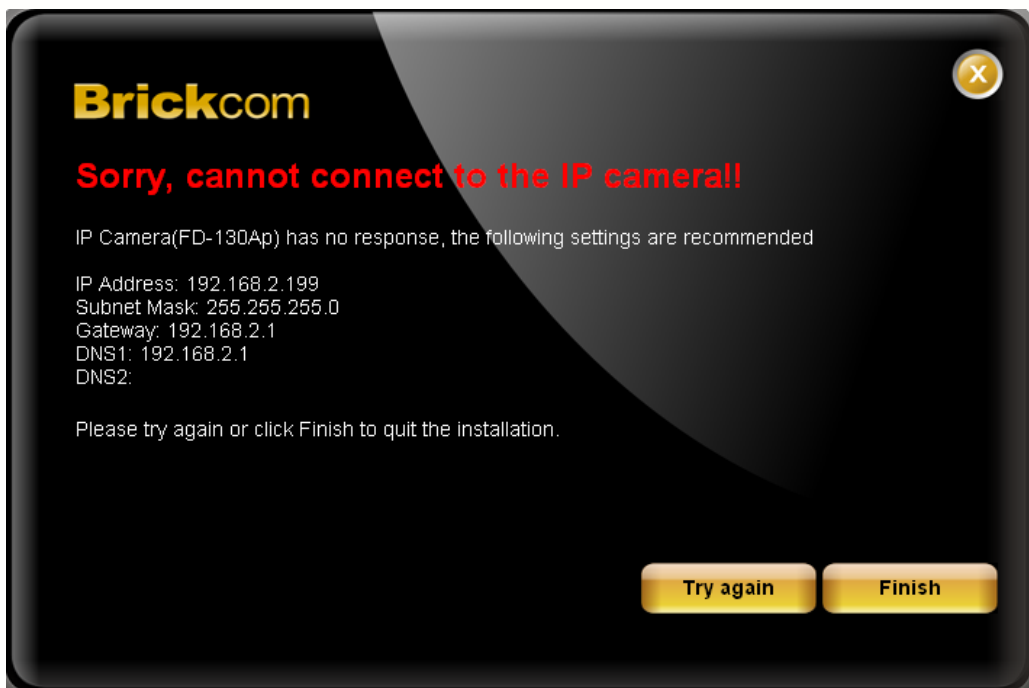 X
Brickcom
Sorry, cannot connect to the IP camera!!
IP Camera(FD-130Ap) has no response, the following settings are recommended
IP Address: 192.168.2.199
Subnet Mask: 255.255.255.0
Gateway: 192.168.2.1
DNS1: 192.168.2.1
DNS2:
Please try again or click Finish to quit the installation.
Try again Finish